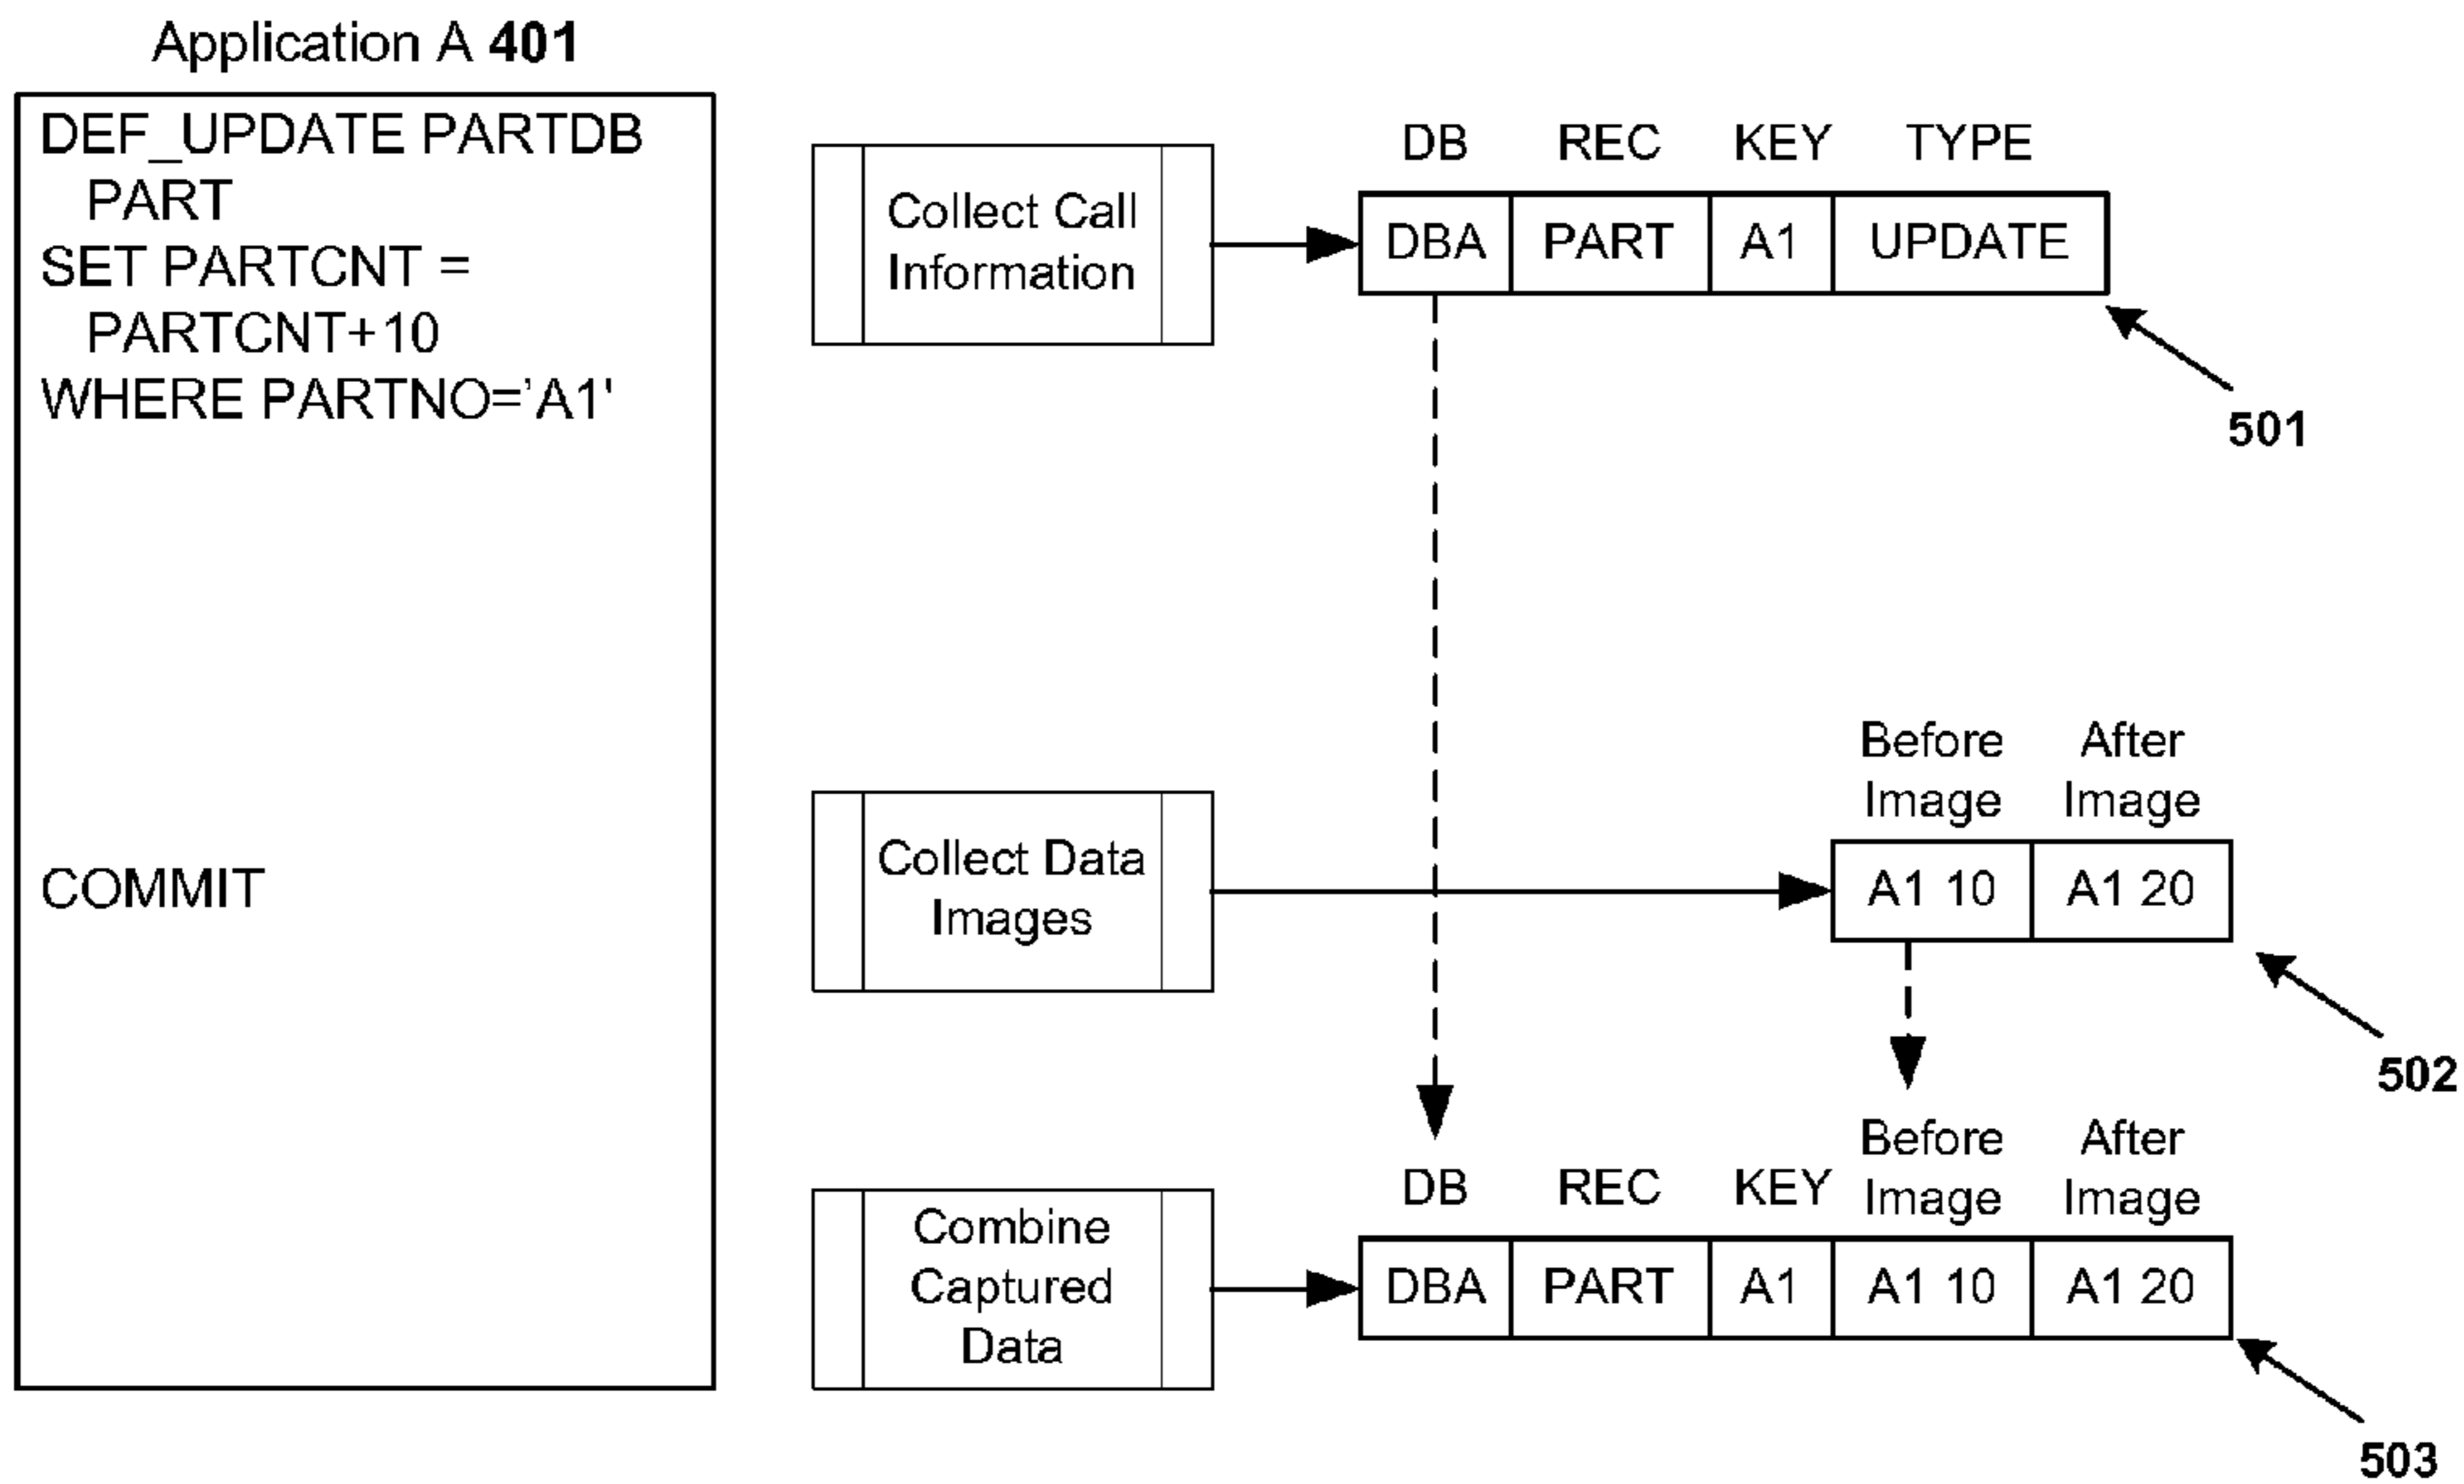 Application A 401
DEF_UPDATE PARTDB
PART
SET PARTCNT =
PARTCNT+10
WHERE PARTNO='A1'
COMMIT
Collect Call
Information
DB REC KEY TYPE
DBA PART A1 UPDATE
501
Collect Data
Images
Before After
Image Image
A1 10 A1 20
502
Combine
Captured
Data
Before After
DB REC KEY Image Image
DBA PART A1 A1 10 A1 20
503